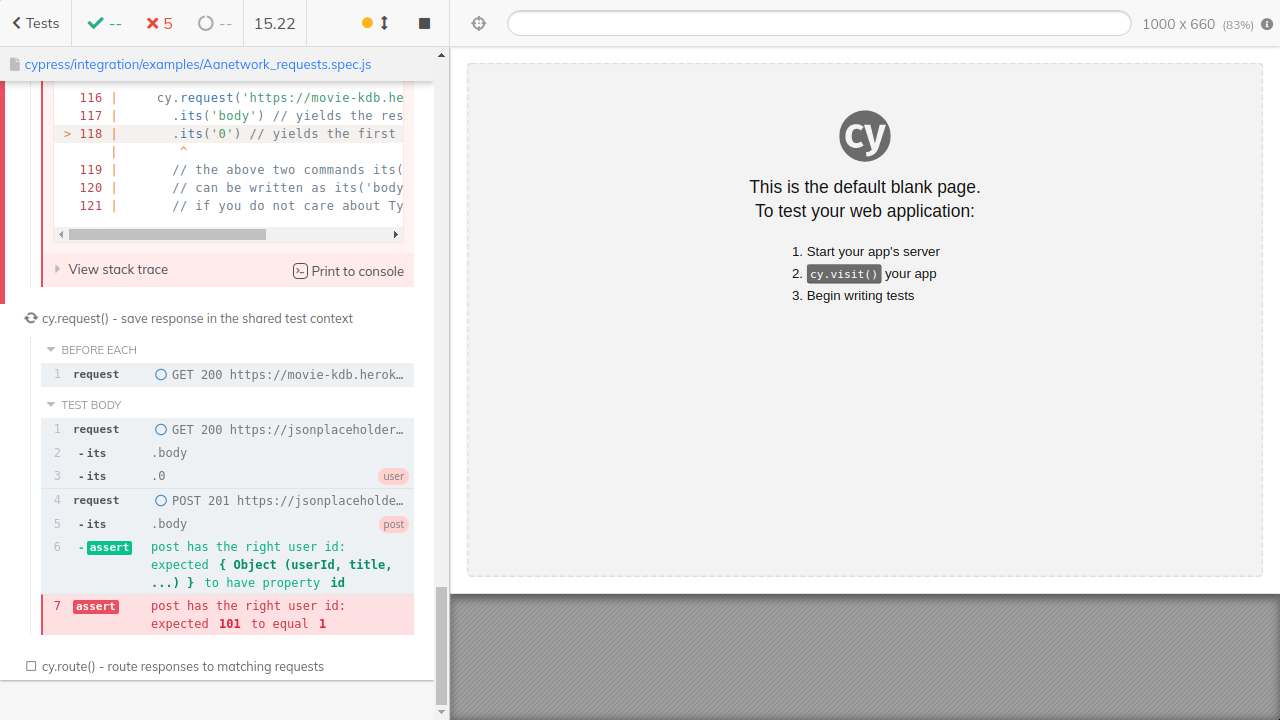 Tests
--
5
--
15.22
1000 x 660 (83%)
cypress/integration/examples/Aanetwork_requests.spec.js
116 | cy.request('https://movie-kdb.he
117 | .its('body') // yields the res
> 118 | .its('0') // yields the first
| ^
119 | // the above two commands its(
120 | // can be written as its('body
121 | // if you do not care about Ty
View stack trace
Print to console
cy.request() - save response in the shared test context
BEFORE EACH
1 request GET 200 https://movie-kdb.herok…
TEST BODY
1 request GET 200 https://jsonplaceholder…
2 - its .body
3 - its .0 user
4 request POST 201 https://jsonplaceholde…
5 - its .body post
6 - assert post has the right user id:
expected { Object (userId, title,
...) } to have property id
7 assert post has the right user id:
expected 101 to equal 1
cy.route() - route responses to matching requests
cy
This is the default blank page.
To test your web application:
1. Start your app's server
2. cy.visit() your app
3. Begin writing tests